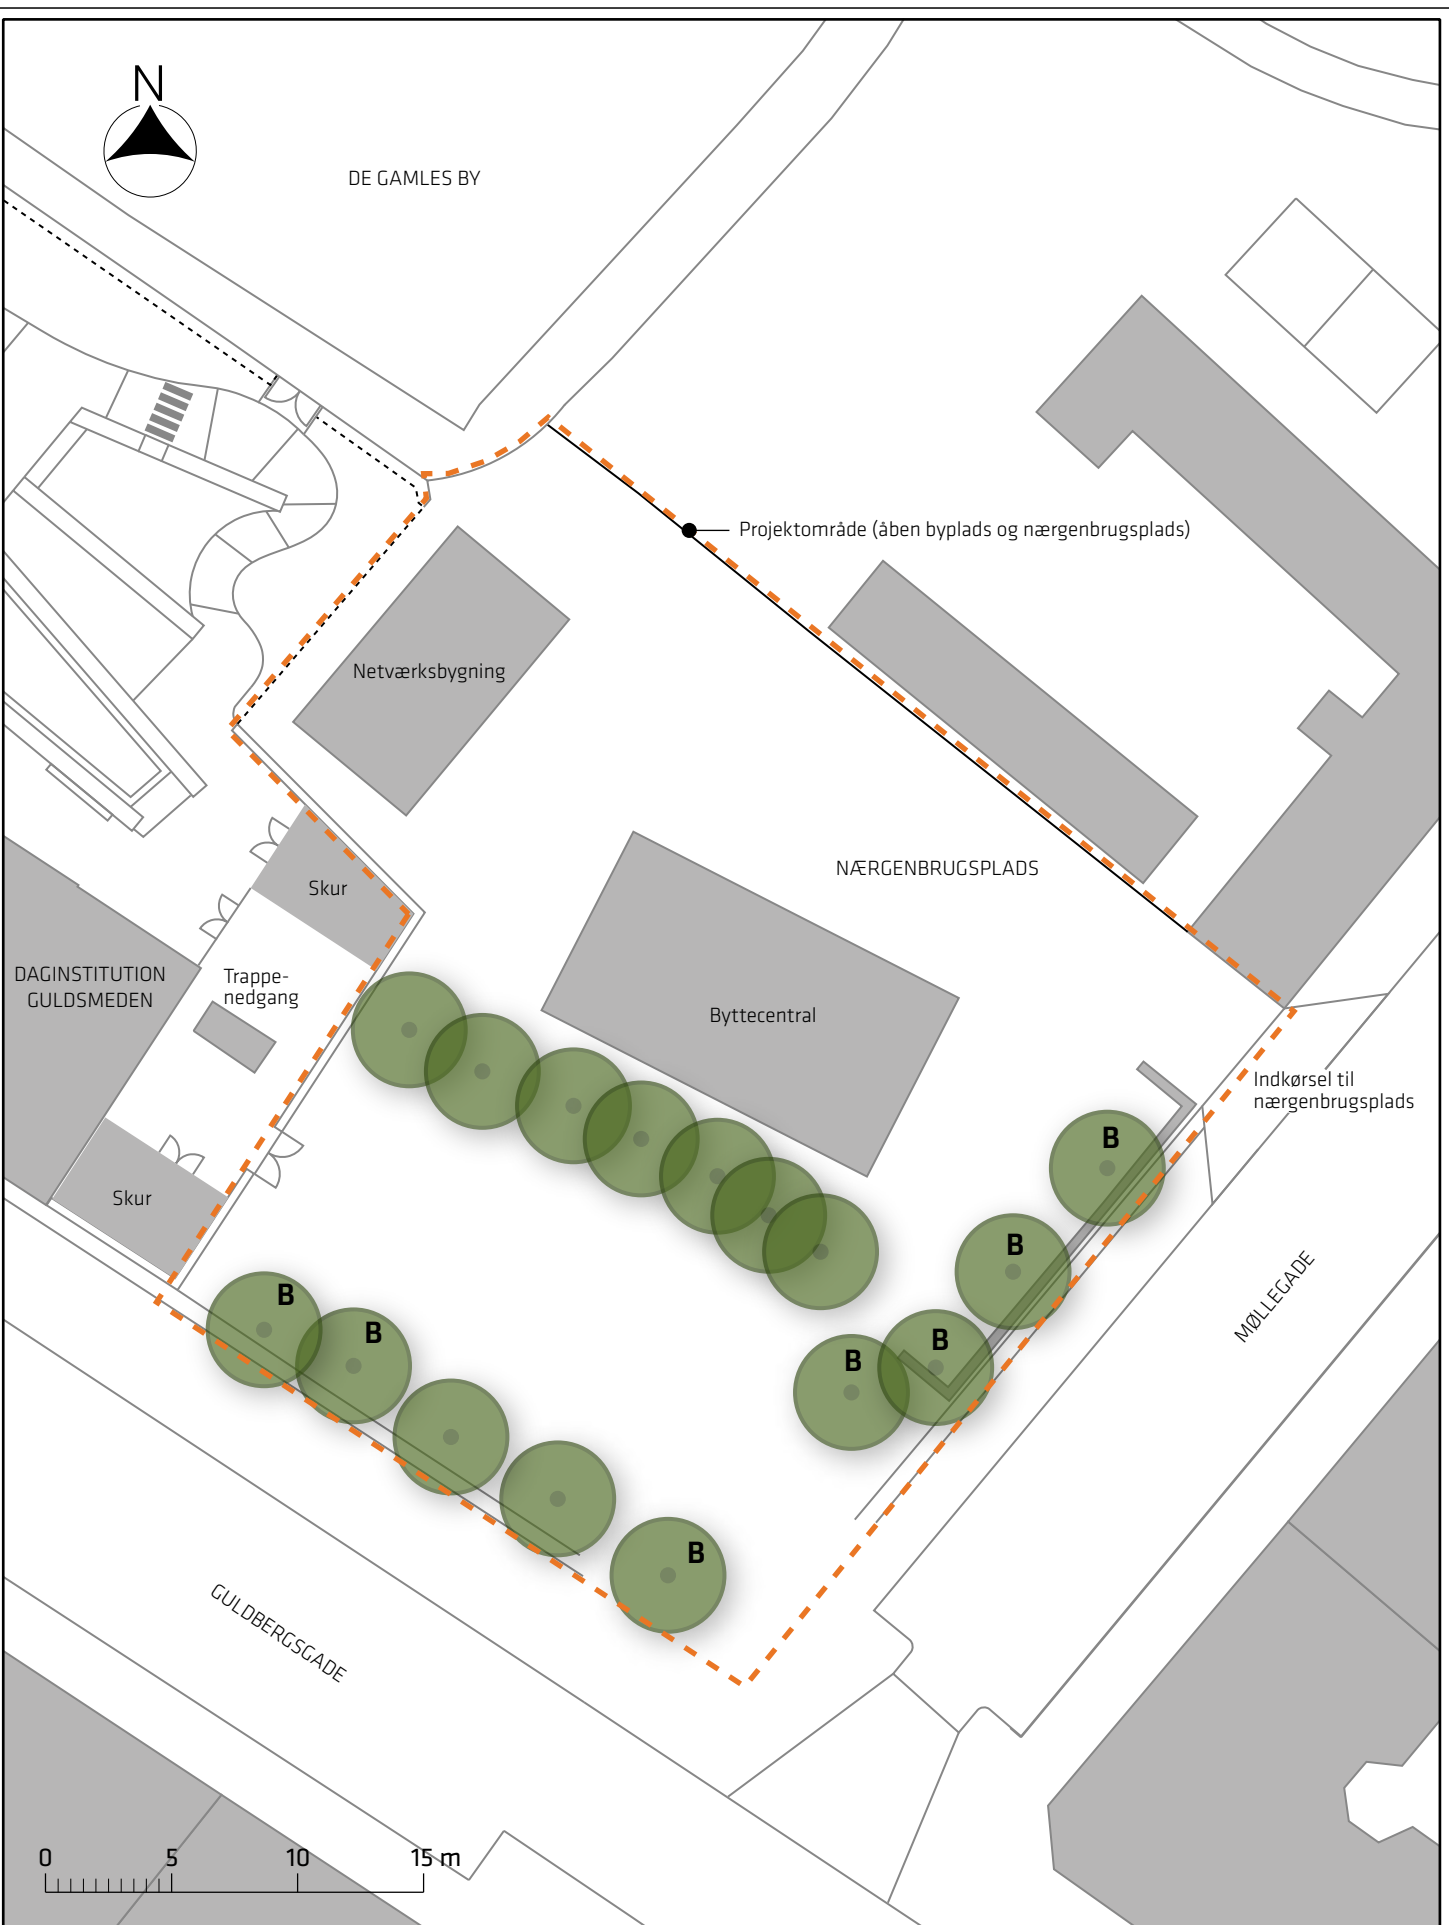 N
DE GAMLES BY
Projektområde (åben byplads og nærgenbrugsplads)
Netværksbygning
NÆRGENBRUGSPLADS
Skur
DAGINSTITUTION
GULDSMEDEN
Trappe-
nedgang
Byttecentral
Indkørsel til
nærgenbrugsplads
B
Skur
B
MØLLEGADE
B
B
B
B
B
GULDBERGSGADE
0 5 10 15 m